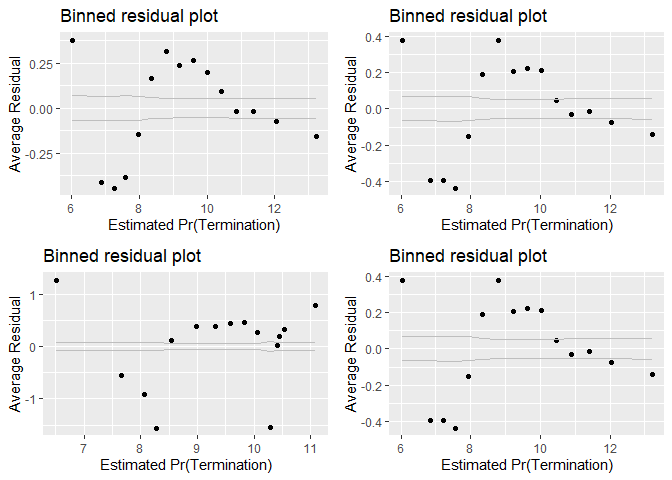 Binned residual plot
Average Residual
0.25
0.00
-0.25
6 8 10 12
Estimated Pr(Termination)
Binned residual plot
Average Residual
0.4
0.2
0.0
-0.2
-0.4
6 8 10 12
Estimated Pr(Termination)
Binned residual plot
Average Residual
1
0
-1
7 8 9 10 11
Estimated Pr(Termination)
Binned residual plot
Average Residual
0.4
0.2
0.0
-0.2
-0.4
6 8 10 12
Estimated Pr(Termination)